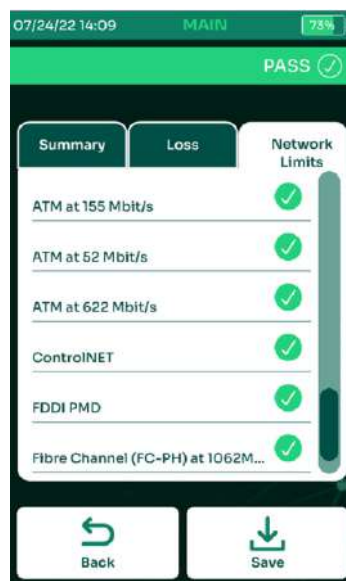 07/24/22 14:09 MAIN 73%
PASS
Summary Loss Network
Limits
ATM at 155 Mbit/s
ATM at 52 Mbit/s
ATM at 622 Mbit/s
ControlNET
FDDI PMD
Fibre Channel (FC-PH) at 1062M...
Back Save